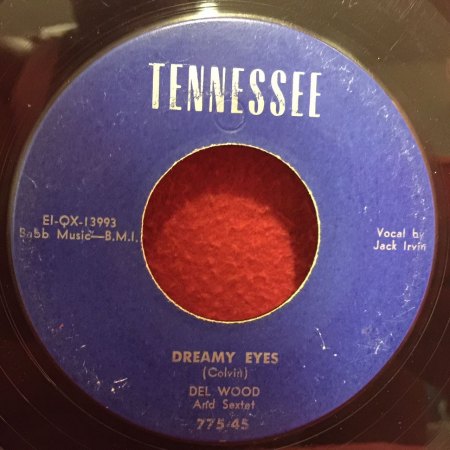 TENNESSEE
EI-QX-13993
Babb Music—B.M.I.
Vocal by
Jack Irvin
DREAMY EYES
(Colvin)
DEL WOOD
And Sextet
775-45